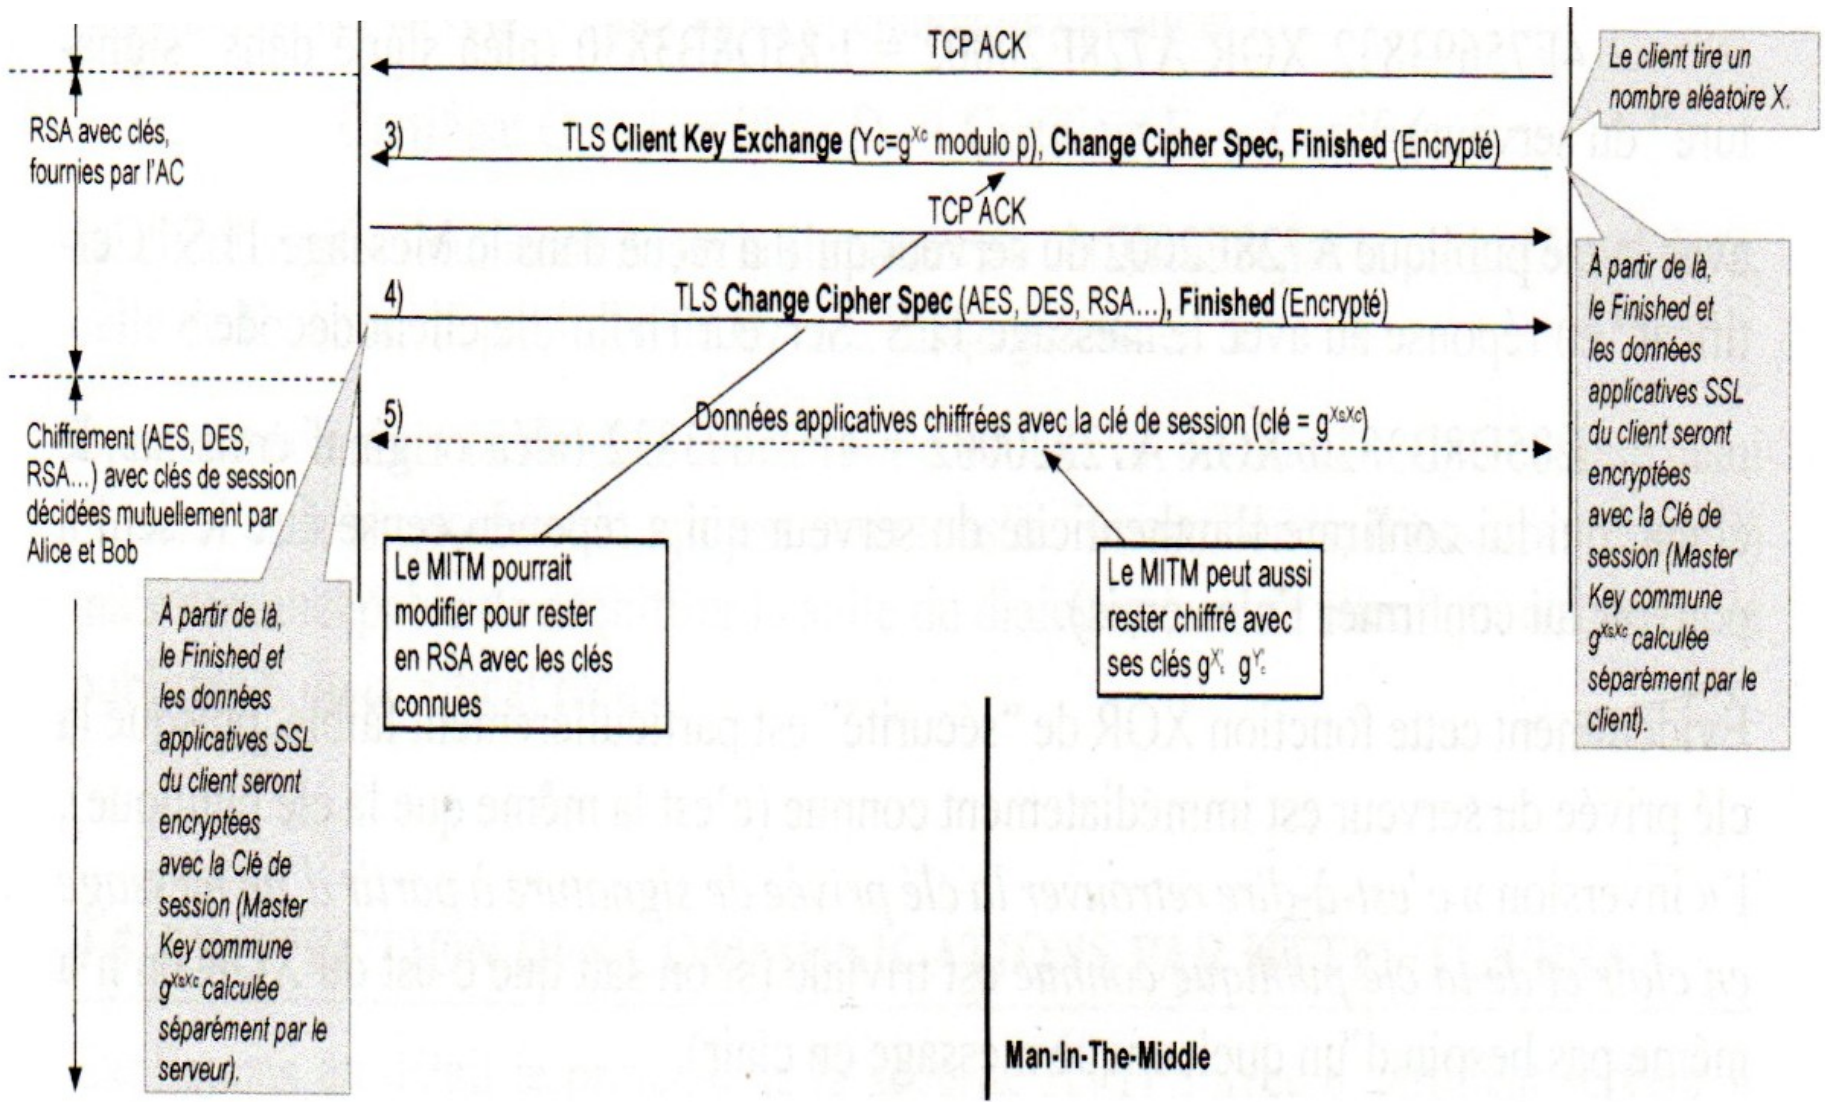 TCP ACK
Le client tire un
nombre aléatoire X.
RSA avec clés,
fournies par l'AC
3)
TLS Client Key Exchange (Yc=g^Xc modulo p), Change Cipher Spec, Finished (Encrypté)
TCP ACK
4)
TLS Change Cipher Spec (AES, DES, RSA...), Finished (Encrypté)
5)
Données applicatives chiffrées avec la clé de session (clé = g^XsXc)
Chiffrement (AES, DES,
RSA...) avec clés de session
décidées mutuellement par
Alice et Bob
À partir de là,
le Finished et
les données
applicatives SSL
du client seront
encryptées
avec la Clé de
session (Master
Key commune
g^XsXc calculée
séparément par le
client).
Le MITM pourrait
modifier pour rester
en RSA avec les clés
connues
Le MITM peut aussi
rester chiffré avec
ses clés
À partir de là,
le Finished et
les données
applicatives SSL
du client seront
encryptées
avec la Clé de
session (Master
Key commune
g^XsXc calculée
séparément par le
serveur).
Man-In-The-Middle